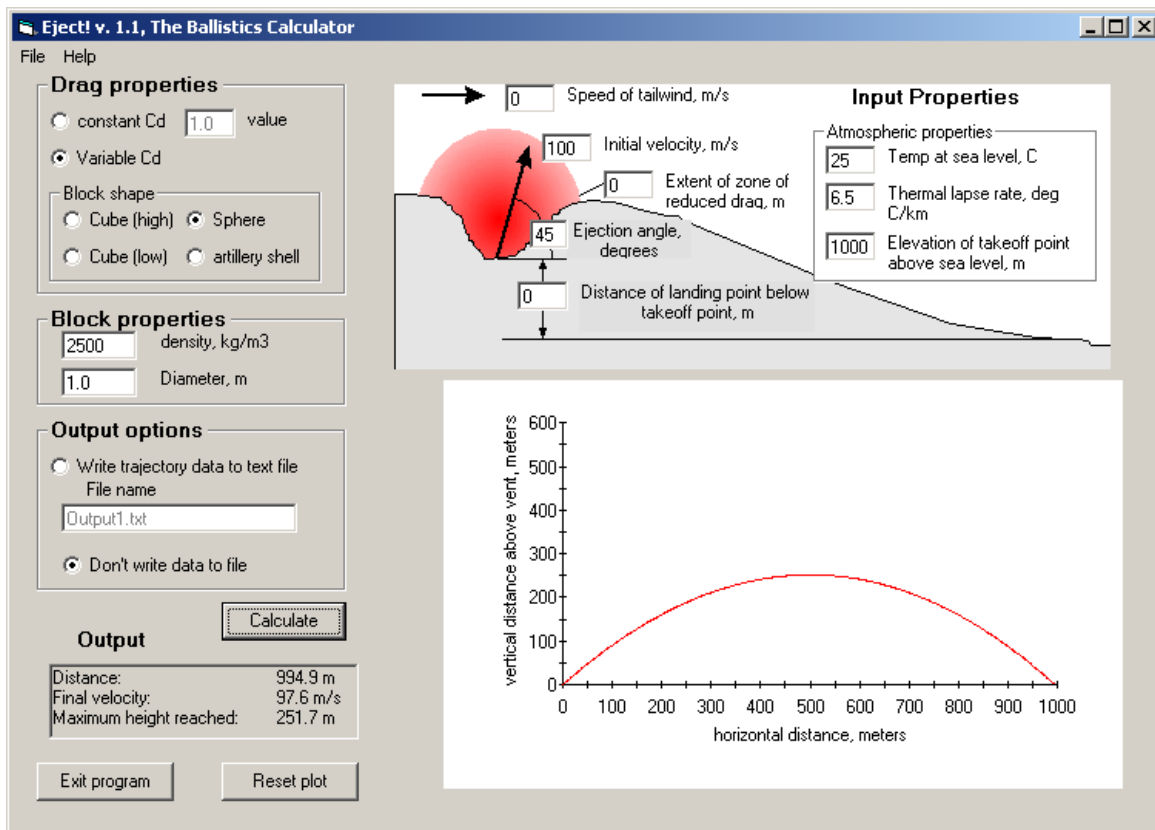 Eject! v. 1.1, The Ballistics Calculator
File Help
Drag properties
constant Cd 1.0 value
Variable Cd
Block shape
Cube (high) Sphere
Cube (low) artillery shell
Block properties
2500 density, kg/m3
1.0 Diameter, m
Output options
Write trajectory data to text file
File name
Output1.txt
Don't write data to file
Calculate
Output
Distance: 994.9 m
Final velocity: 97.6 m/s
Maximum height reached: 251.7 m
Exit program Reset plot
0 Speed of tailwind, m/s
100 Initial velocity, m/s
0 Extent of zone of
reduced drag, m
45 Ejection angle,
degrees
0 Distance of landing point below
takeoff point, m
Input Properties
Atmospheric properties
25 Temp at sea level, C
6.5 Thermal lapse rate, deg
C/km
1000 Elevation of takeoff point
above sea level, m
vertical distance above vent, meters
600
500
400
300
200
100
0
0 100 200 300 400 500 600 700 800 900 1000
horizontal distance, meters